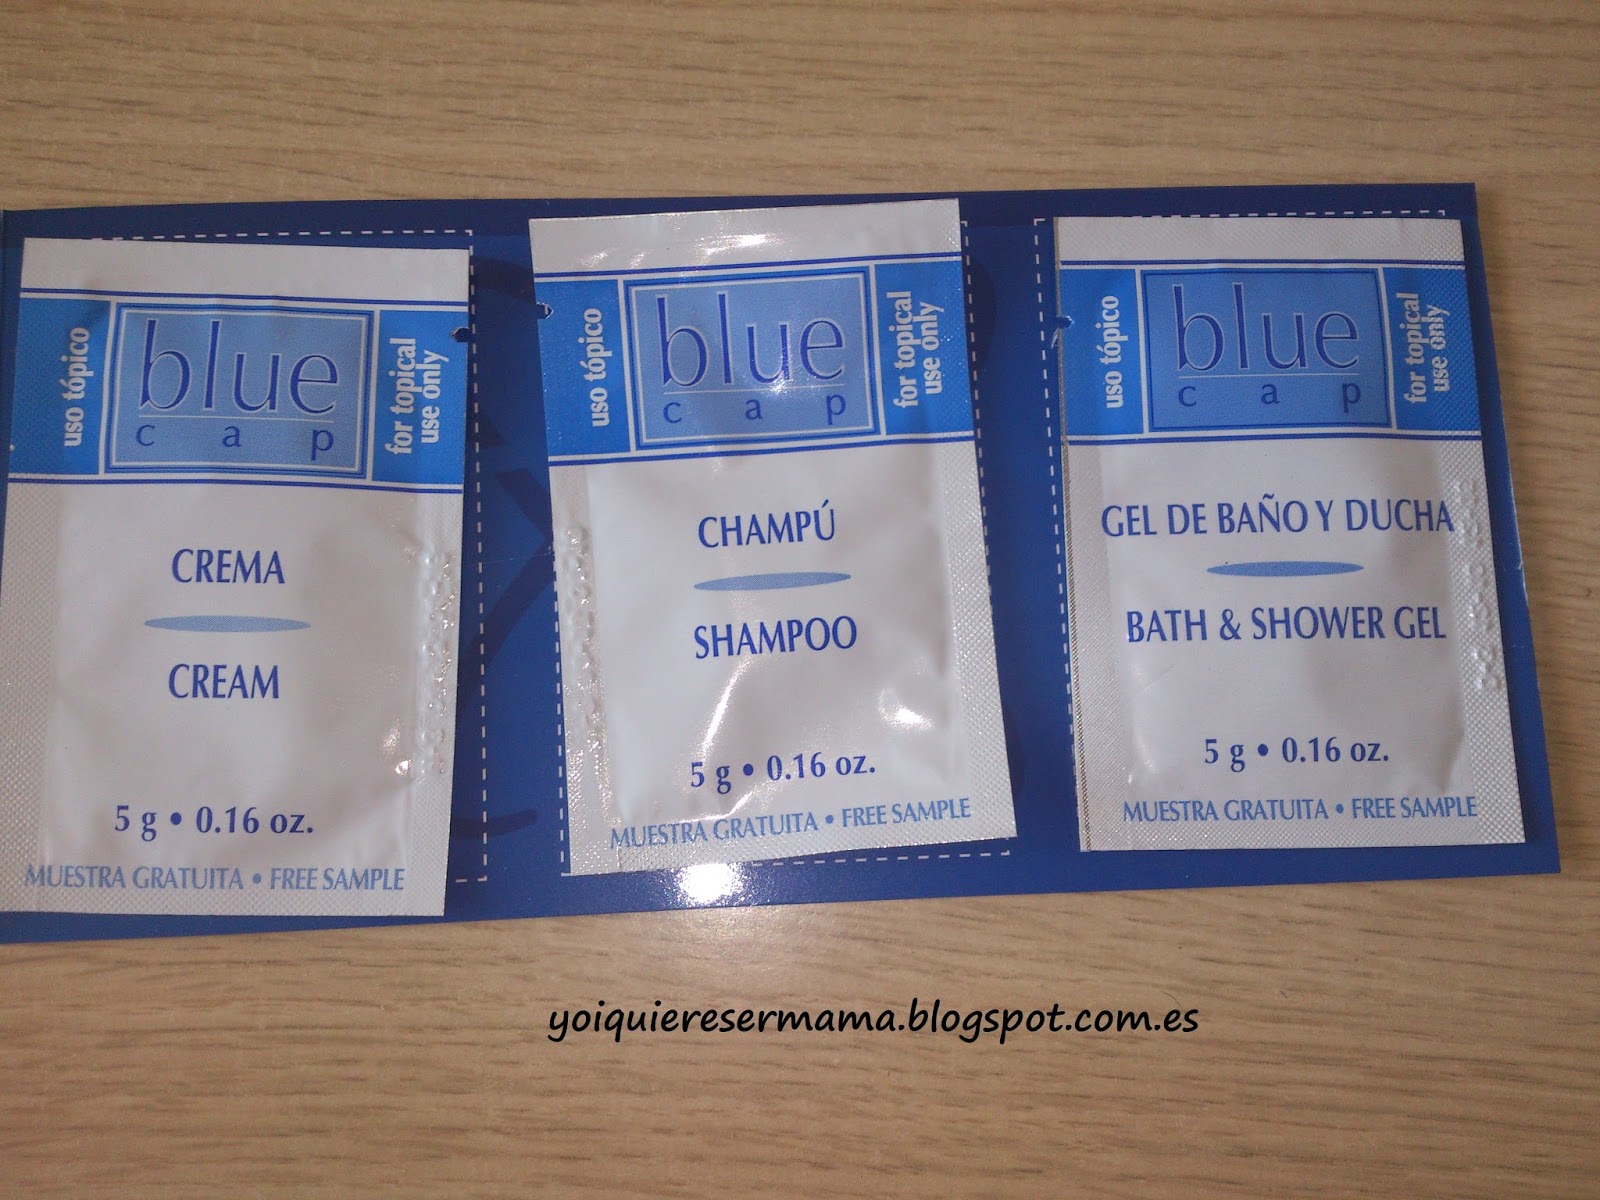 uso tópico
blue
cap
for topical
use only
CREMA
CREAM
5 g • 0.16 oz.
MUESTRA GRATUITA • FREE SAMPLE
uso tópico
blue
cap
for topical
use only
CHAMPÚ
SHAMPOO
5 g • 0.16 oz.
MUESTRA GRATUITA • FREE SAMPLE
uso tópico
blue
cap
for topical
use only
GEL DE BAÑO Y DUCHA
BATH & SHOWER GEL
5 g • 0.16 oz.
MUESTRA GRATUITA • FREE SAMPLE
yoiquieresermama.blogspot.com.es